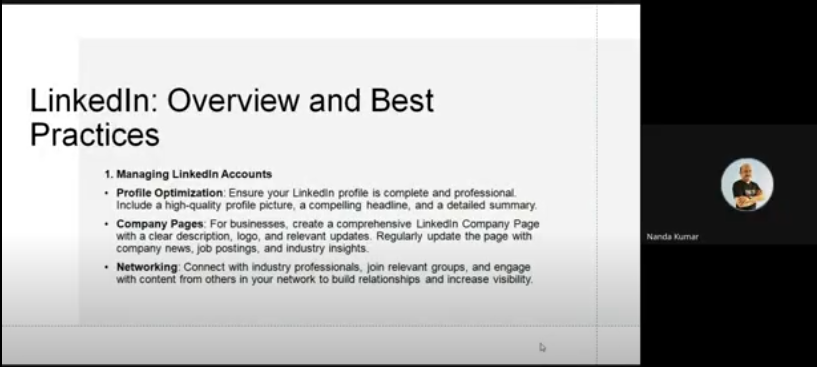 LinkedIn: Overview and Best
Practices
1. Managing LinkedIn Accounts
• Profile Optimization: Ensure your LinkedIn profile is complete and professional.
Include a high-quality profile picture, a compelling headline, and a detailed summary.
• Company Pages: For businesses, create a comprehensive LinkedIn Company Page
with a clear description, logo, and relevant updates. Regularly update the page with
company news, job postings, and industry insights.
• Networking: Connect with industry professionals, join relevant groups, and engage
with content from others in your network to build relationships and increase visibility.
Nanda Kumar